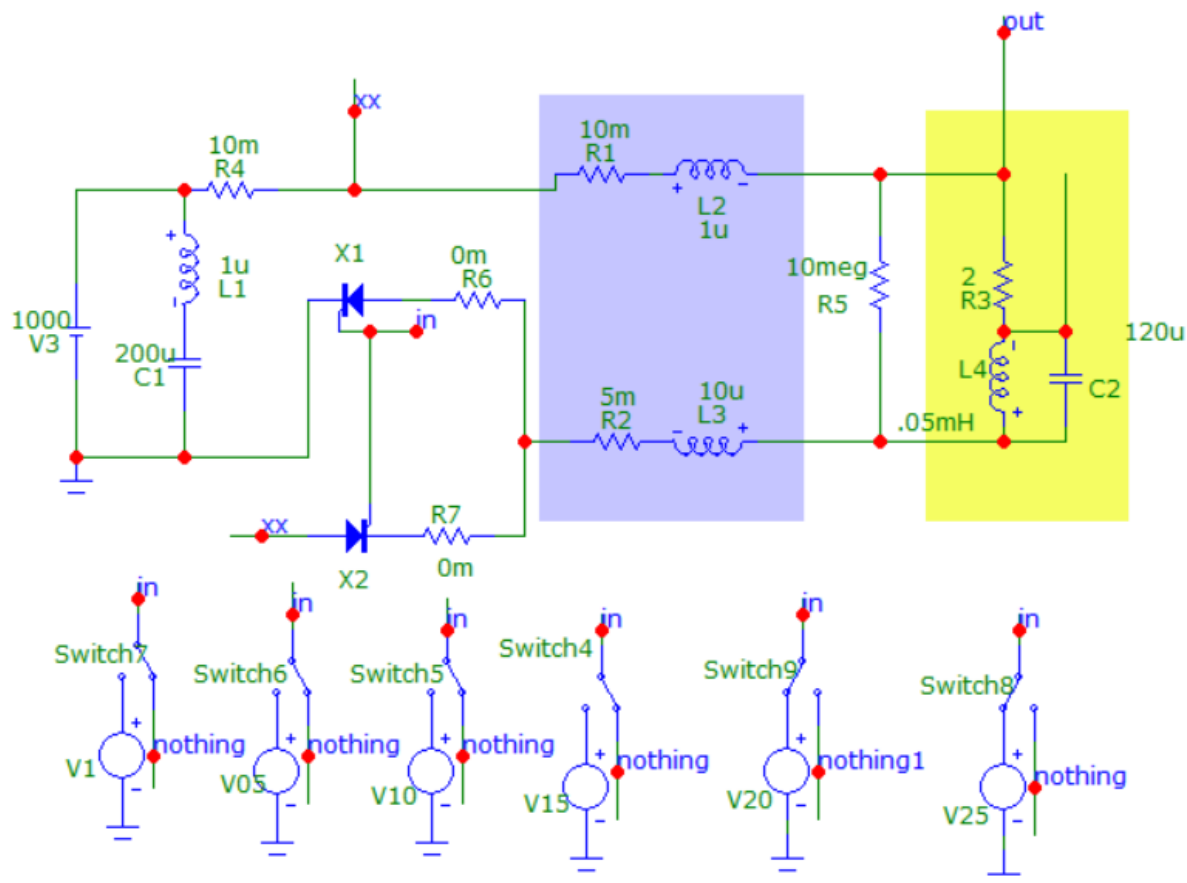 out
xx
10m
R4
10m
R1
L2
1u
X1
0m
R6
1u
L1
in
10meg
R5
2
R3
120u
1000
V3
200u
C1
L4
C2
5m
R2
10u
L3
.05mH
xx
R7
X2
0m
in
in
in
in
in
in
Switch7
Switch6
Switch5
Switch4
Switch9
Switch8
nothing
nothing
nothing
nothing
nothing1
nothing
V1
V05
V10
V15
V20
V25